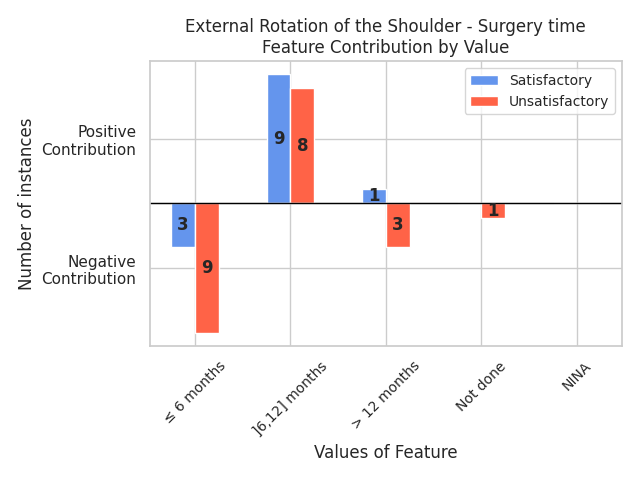 External Rotation of the Shoulder - Surgery time
Feature Contribution by Value
Satisfactory
Unsatisfactory
Number of instances
Positive
Contribution
Negative
Contribution
9
8
1
3
9
3
1
≤ 6 months
]6,12] months
> 12 months
Not done
NINA
Values of Feature